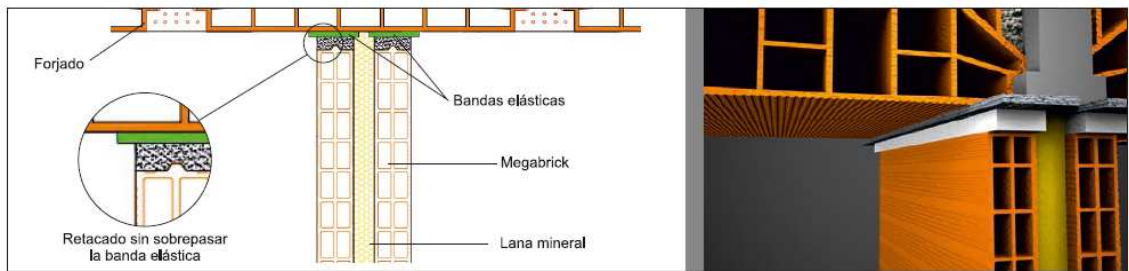 Forjado
Bandas elásticas
Megabrick
Lana mineral
Retacado sin sobrepasar
la banda elástica